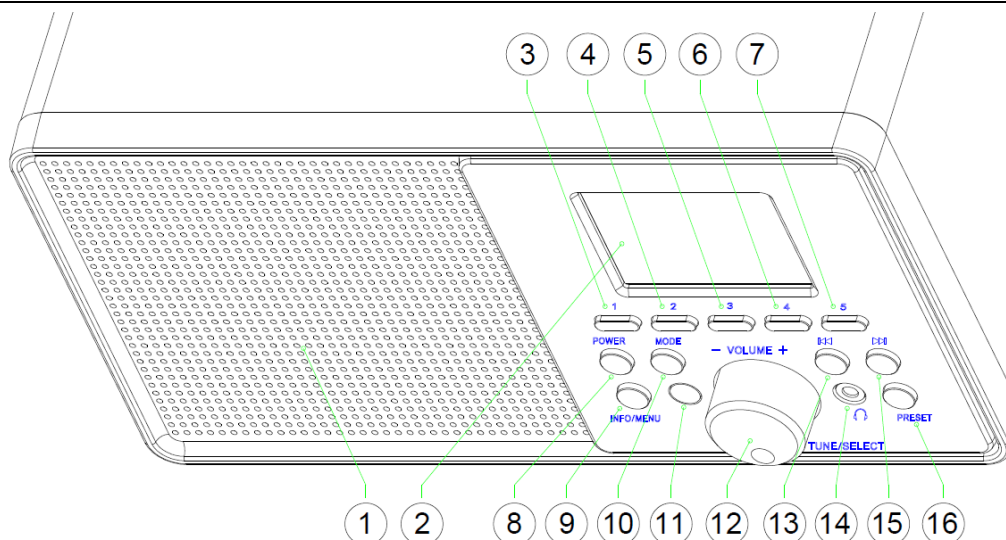 3 4 5 6 7
1 2 3 4 5
POWER MODE - VOLUME +
INFO/MENU PRESET
TUNE/SELECT
1 2 8 9 10 11 12 13 14 15 16